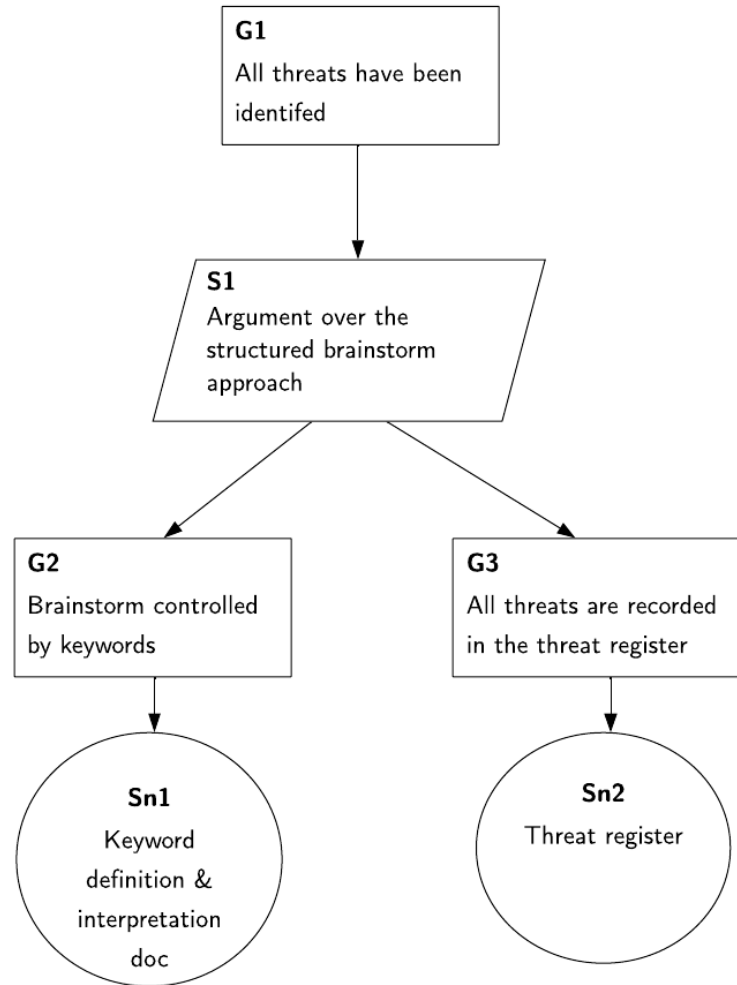 G1
All threats have been
identifed
S1
Argument over the
structured brainstorm
approach
G2
Brainstorm controlled
by keywords
G3
All threats are recorded
in the threat register
Sn1
Keyword
definition &
interpretation
doc
Sn2
Threat register